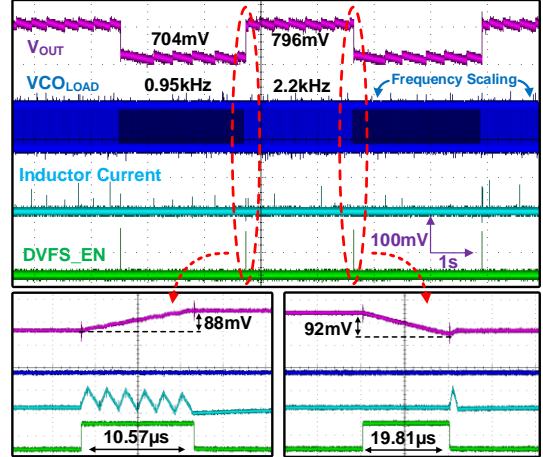 704mV 796mV
VOUT
VCOLOAD 0.95kHz 2.2kHz Frequency Scaling
Inductor Current
100mV
1s
DVFS_EN
88mV 92mV
10.57µs 19.81µs